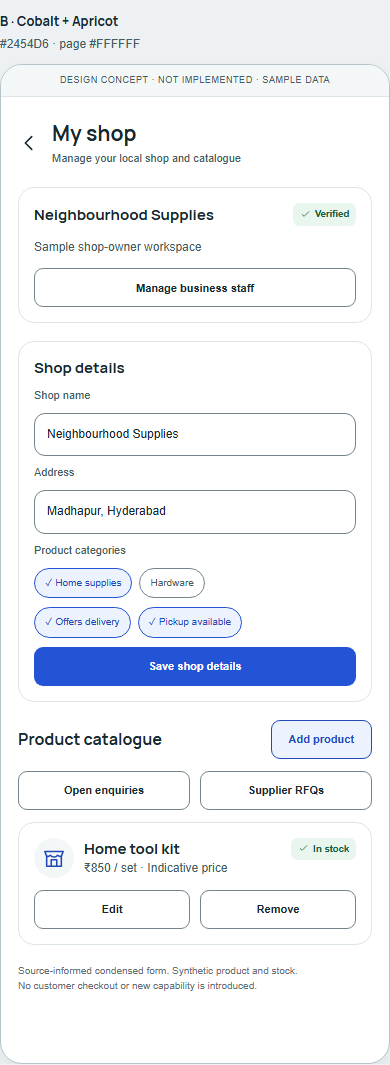 B · Cobalt + Apricot
#2454D6 · page #FFFFFF
DESIGN CONCEPT · NOT IMPLEMENTED · SAMPLE DATA
My shop
Manage your local shop and catalogue
Neighbourhood Supplies
✓ Verified
Sample shop-owner workspace
Manage business staff
Shop details
Shop name
Neighbourhood Supplies
Address
Madhapur, Hyderabad
Product categories
✓ Home supplies
Hardware
✓ Offers delivery
✓ Pickup available
Save shop details
Product catalogue
Add product
Open enquiries
Supplier RFQs
Home tool kit
✓ In stock
₹850 / set · Indicative price
Edit
Remove
Source-informed condensed form. Synthetic product and stock.
No customer checkout or new capability is introduced.